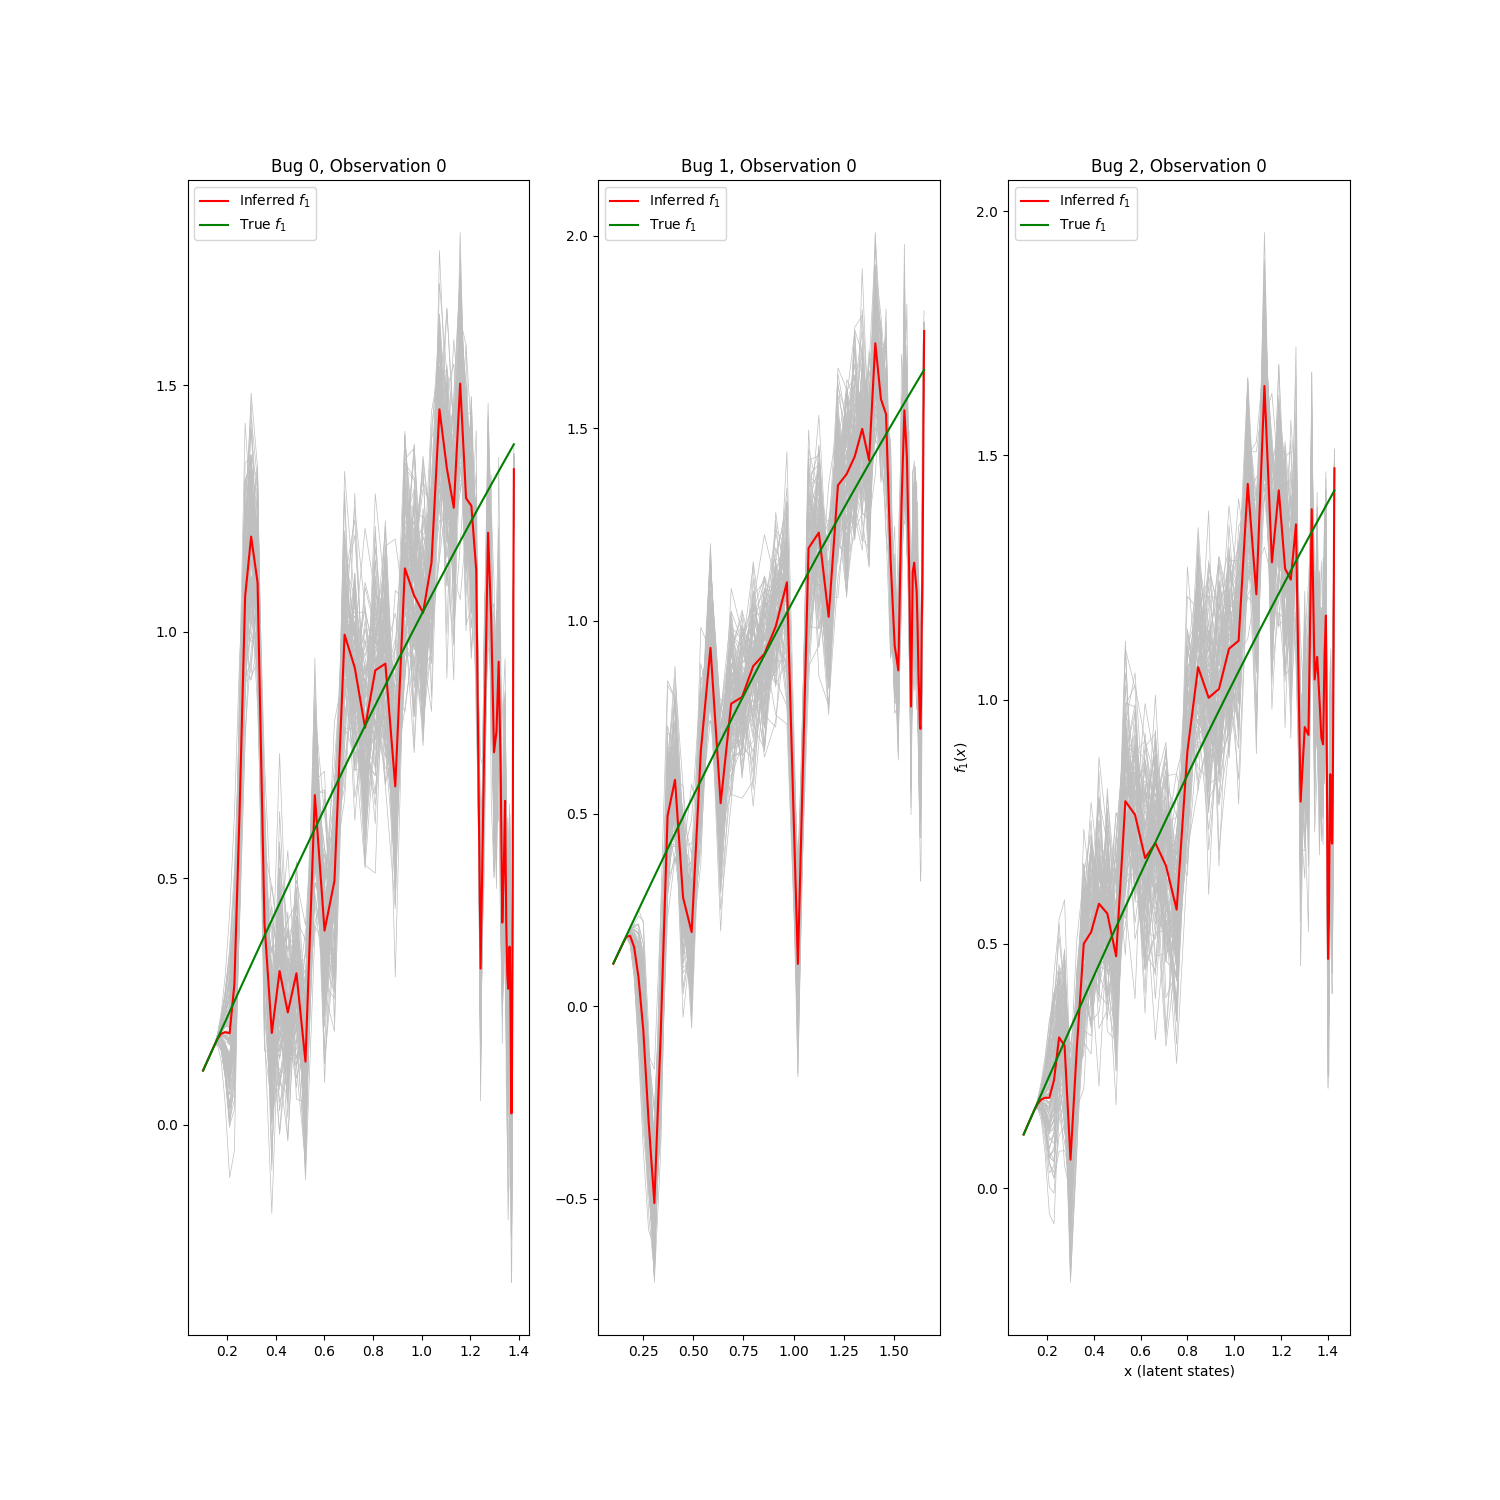 Bug 0, Observation 0
Inferred f₁
True f₁
1.5
1.0
0.5
0.0
0.2 0.4 0.6 0.8 1.0 1.2 1.4
Bug 1, Observation 0
Inferred f₁
True f₁
2.0
1.5
1.0
0.5
0.0
−0.5
0.25 0.50 0.75 1.00 1.25 1.50
Bug 2, Observation 0
Inferred f₁
True f₁
f₁(x)
2.0
1.5
1.0
0.5
0.0
0.2 0.4 0.6 0.8 1.0 1.2 1.4
x (latent states)